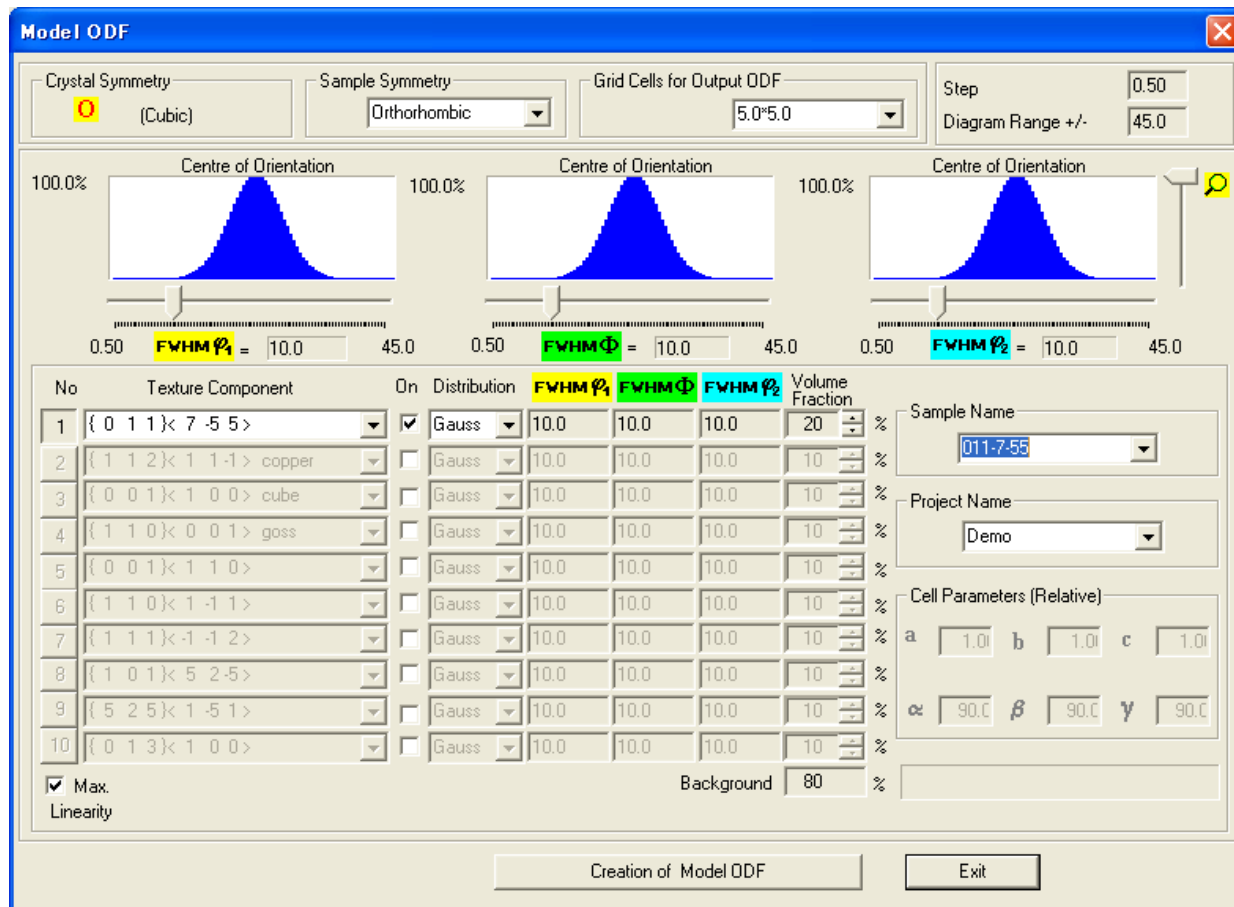 Model ODF
Crystal Symmetry
O (Cubic)
Sample Symmetry
Orthorhombic
Grid Cells for Output ODF
5.0*5.0
Step 0.50
Diagram Range +/- 45.0
Centre of Orientation
100.0%
Centre of Orientation
100.0%
Centre of Orientation
100.0%
0.50 FWHM φ1 = 10.0 45.0
0.50 FWHM Φ = 10.0 45.0
0.50 FWHM φ2 = 10.0 45.0
No Texture Component On Distribution FWHM φ1 FWHM Φ FWHM φ2 Volume Fraction
1 { 0 1 1}< 7 -5 5> Gauss 10.0 10.0 10.0 20 %
2 { 1 1 2}< 1 1 -1> copper Gauss 10.0 10.0 10.0 10 %
3 { 0 0 1}< 1 0 0> cube Gauss 10.0 10.0 10.0 10 %
4 { 1 1 0}< 0 0 1> goss Gauss 10.0 10.0 10.0 10 %
5 { 0 0 1}< 1 1 0> Gauss 10.0 10.0 10.0 10 %
6 { 1 1 0}< 1 -1 1> Gauss 10.0 10.0 10.0 10 %
7 { 1 1 1}<-1 -1 2> Gauss 10.0 10.0 10.0 10 %
8 { 1 0 1}< 5 2 -5> Gauss 10.0 10.0 10.0 10 %
9 { 5 2 5}< 1 -5 1> Gauss 10.0 10.0 10.0 10 %
10 { 0 1 3}< 1 0 0> Gauss 10.0 10.0 10.0 10 %
Max. Linearity
Background 80 %
Sample Name
011-7-55
Project Name
Demo
Cell Parameters (Relative)
a 1.0 b 1.0 c 1.0
α 90.0 β 90.0 γ 90.0
Creation of Model ODF
Exit